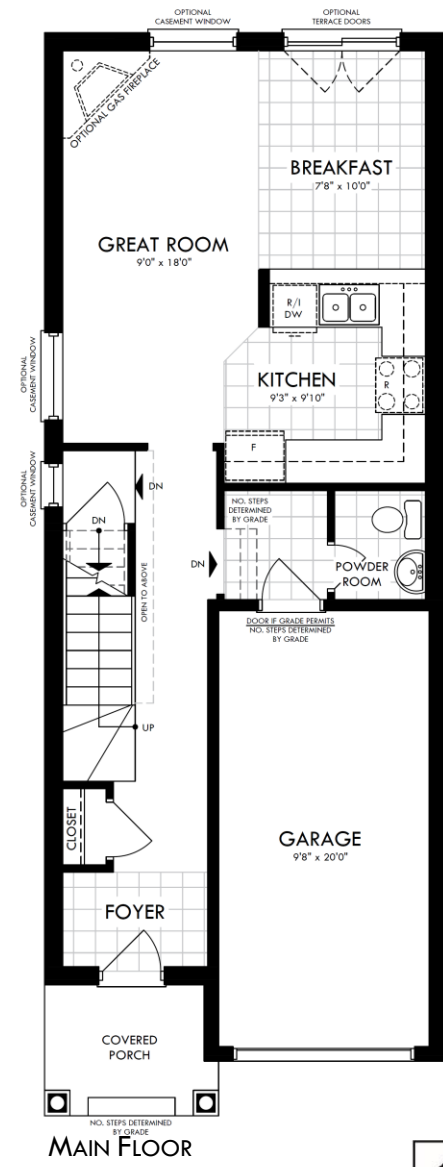 OPTIONAL
CASEMENT WINDOW
OPTIONAL
TERRACE DOORS
OPTIONAL GAS FIREPLACE
BREAKFAST
7'8" x 10'0"
GREAT ROOM
9'0" x 18'0"
R/I
DW
OPTIONAL
CASEMENT WINDOW
KITCHEN
9'3" x 9'10"
R
F
OPTIONAL
CASEMENT WINDOW
DN
DN
NO. STEPS
DETERMINED
BY GRADE
DN
POWDER
ROOM
OPEN TO ABOVE
DOOR IF GRADE PERMITS
NO. STEPS DETERMINED
BY GRADE
UP
CLOSET
GARAGE
9'8" x 20'0"
FOYER
COVERED
PORCH
NO. STEPS DETERMINED
BY GRADE
MAIN FLOOR